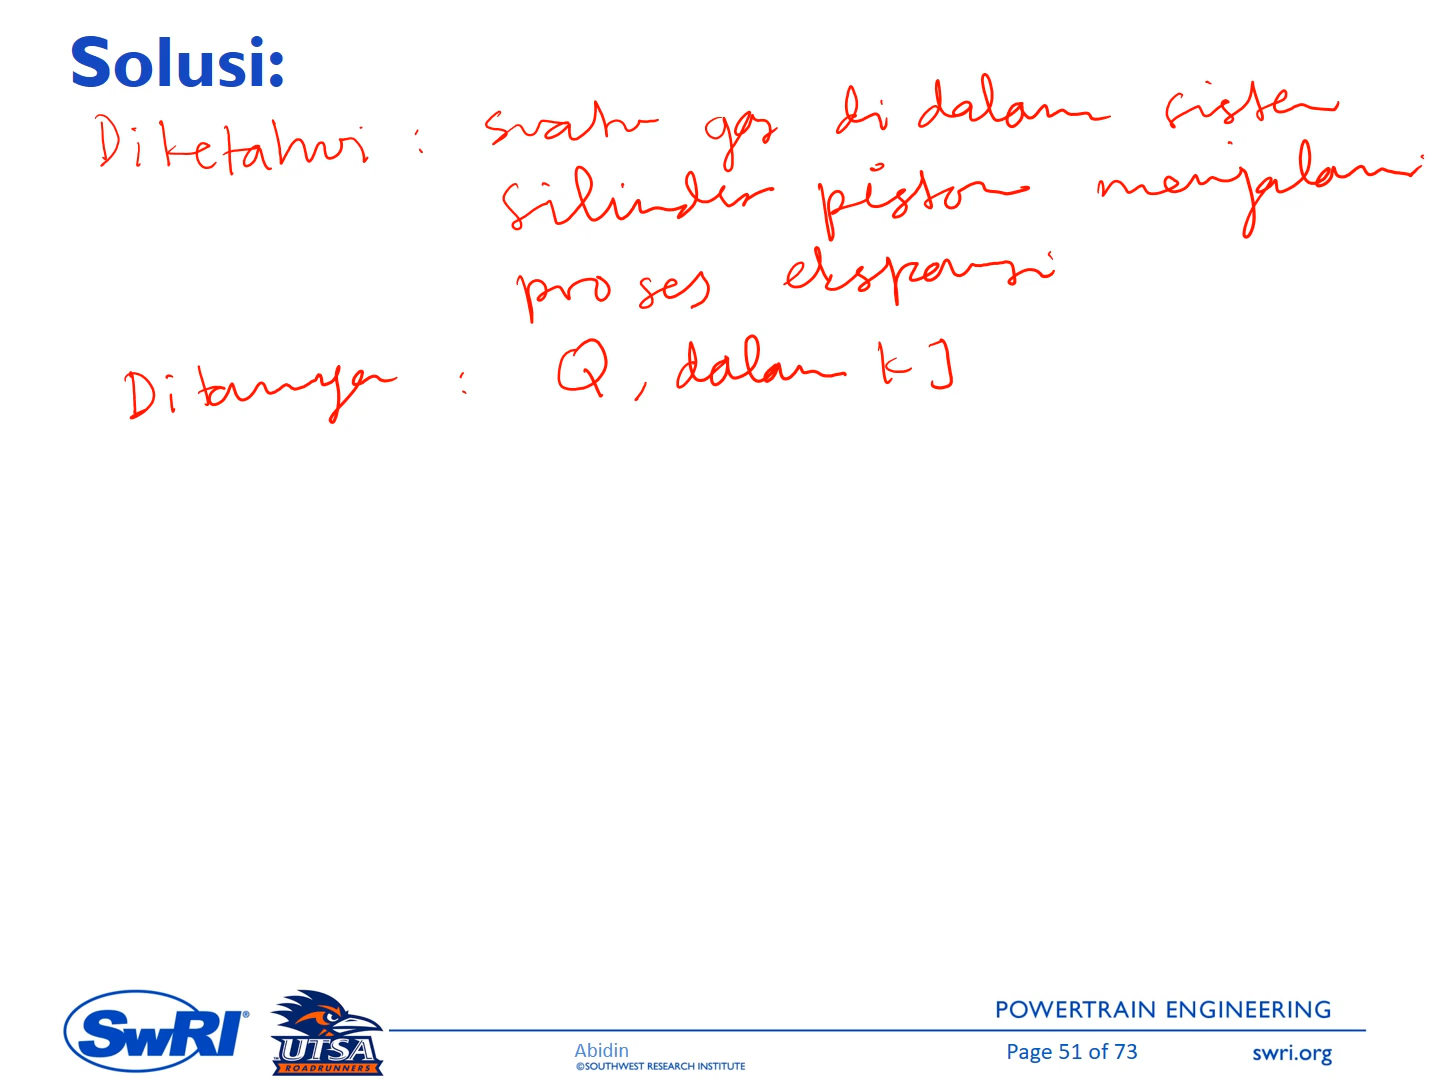 Solusi:
Diketahui : suatu gas di dalam sistem
silinder piston menjalani
proses ekspansi
Ditanya : Q, dalam kJ
SwRI®
UTSA
ROADRUNNERS
POWERTRAIN ENGINEERING
Abidin
©SOUTHWEST RESEARCH INSTITUTE
Page 51 of 73
swri.org